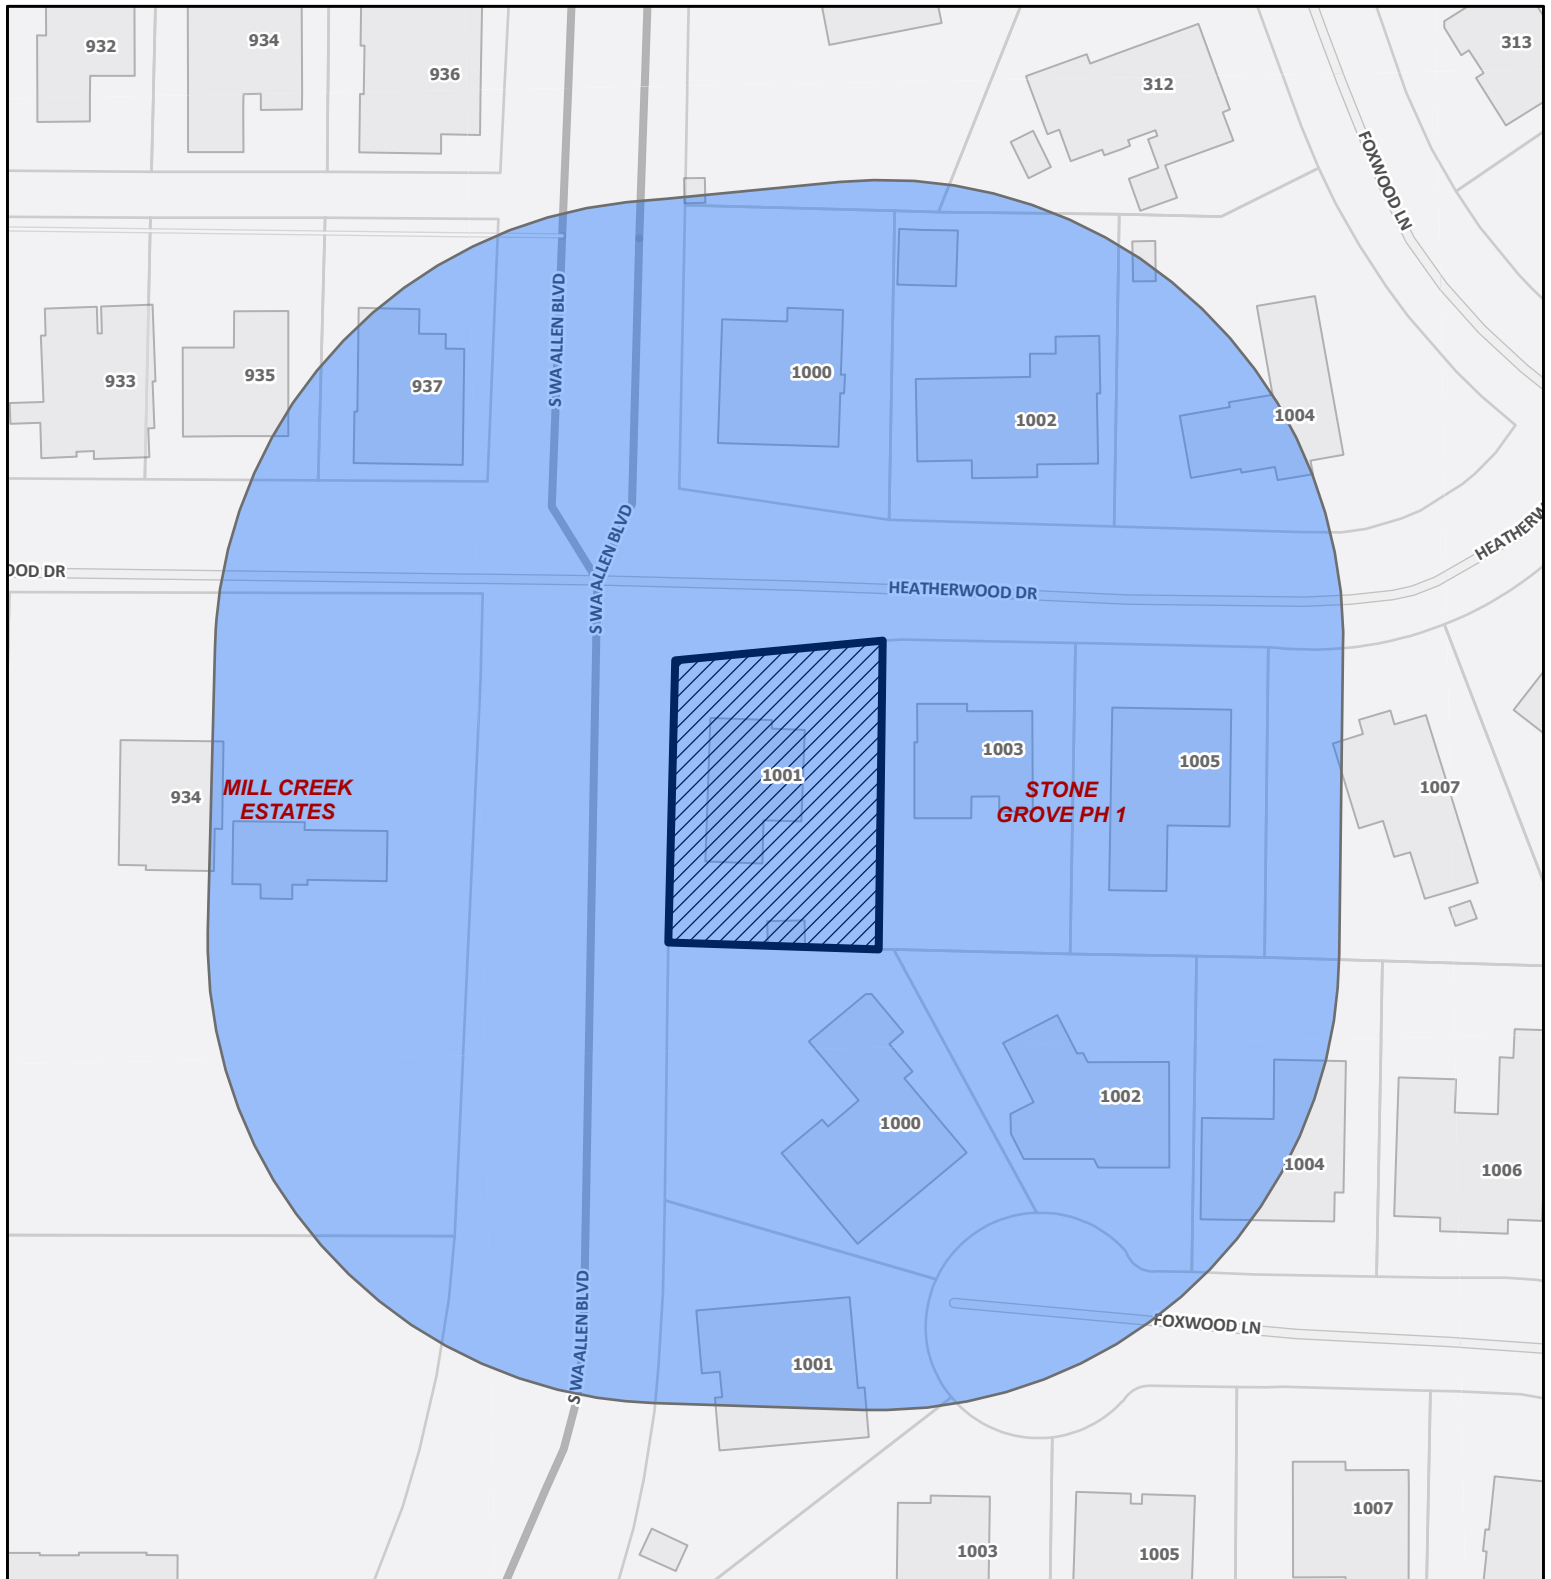 932
934
936
312
313
FOXWOOD LN
S WA ALLEN BLVD
933
935
937
1000
1002
1004
S WA ALLEN BLVD
OOD DR
HEATHERWOOD DR
HEATHERW
934
MILL CREEK
ESTATES
1001
1003
STONE
GROVE PH 1
1005
1007
1000
1002
1004
1006
S WA ALLEN BLVD
FOXWOOD LN
1001
1003
1005
1007